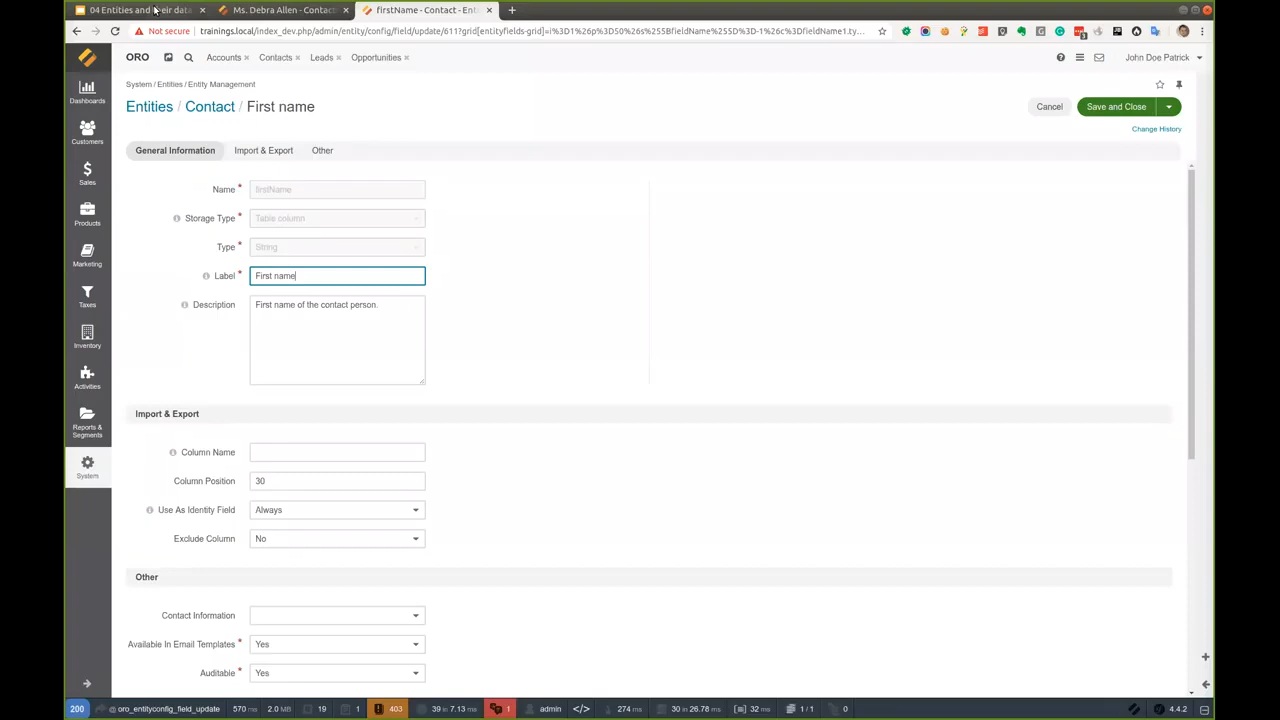 04 Entities and their data
Ms. Debra Allen - Contact
firstName - Contact - Ent
Not secure
trainings.local/index_dev.php/admin/entity/config/field/update/611?grid[entityfields-grid]=i%3D1%26p%3D50%26s%255BfieldName%255D%3D-1%26c%3DfieldName1.ty...
ORO
Accounts
Contacts
Leads
Opportunities
John Doe Patrick
System / Entities / Entity Management
Entities / Contact / First name
Cancel
Save and Close
Change History
Dashboards
Customers
Sales
Products
Marketing
Taxes
Inventory
Activities
Reports &
Segments
System
General Information
Import & Export
Other
Name *
firstName
Storage Type *
Table column
Type *
String
Label *
First name
Description
First name of the contact person.
Import & Export
Column Name
Column Position
30
Use As Identity Field
Always
Exclude Column
No
Other
Contact Information
Available In Email Templates *
Yes
Auditable *
Yes
200
@ oro_entityconfig_field_update
570 ms
2.0 MB
19
1
403
39 in 7.13 ms
1
admin
</>
274 ms
30 in 26.78 ms
32 ms
1 / 1
0
4.4.2